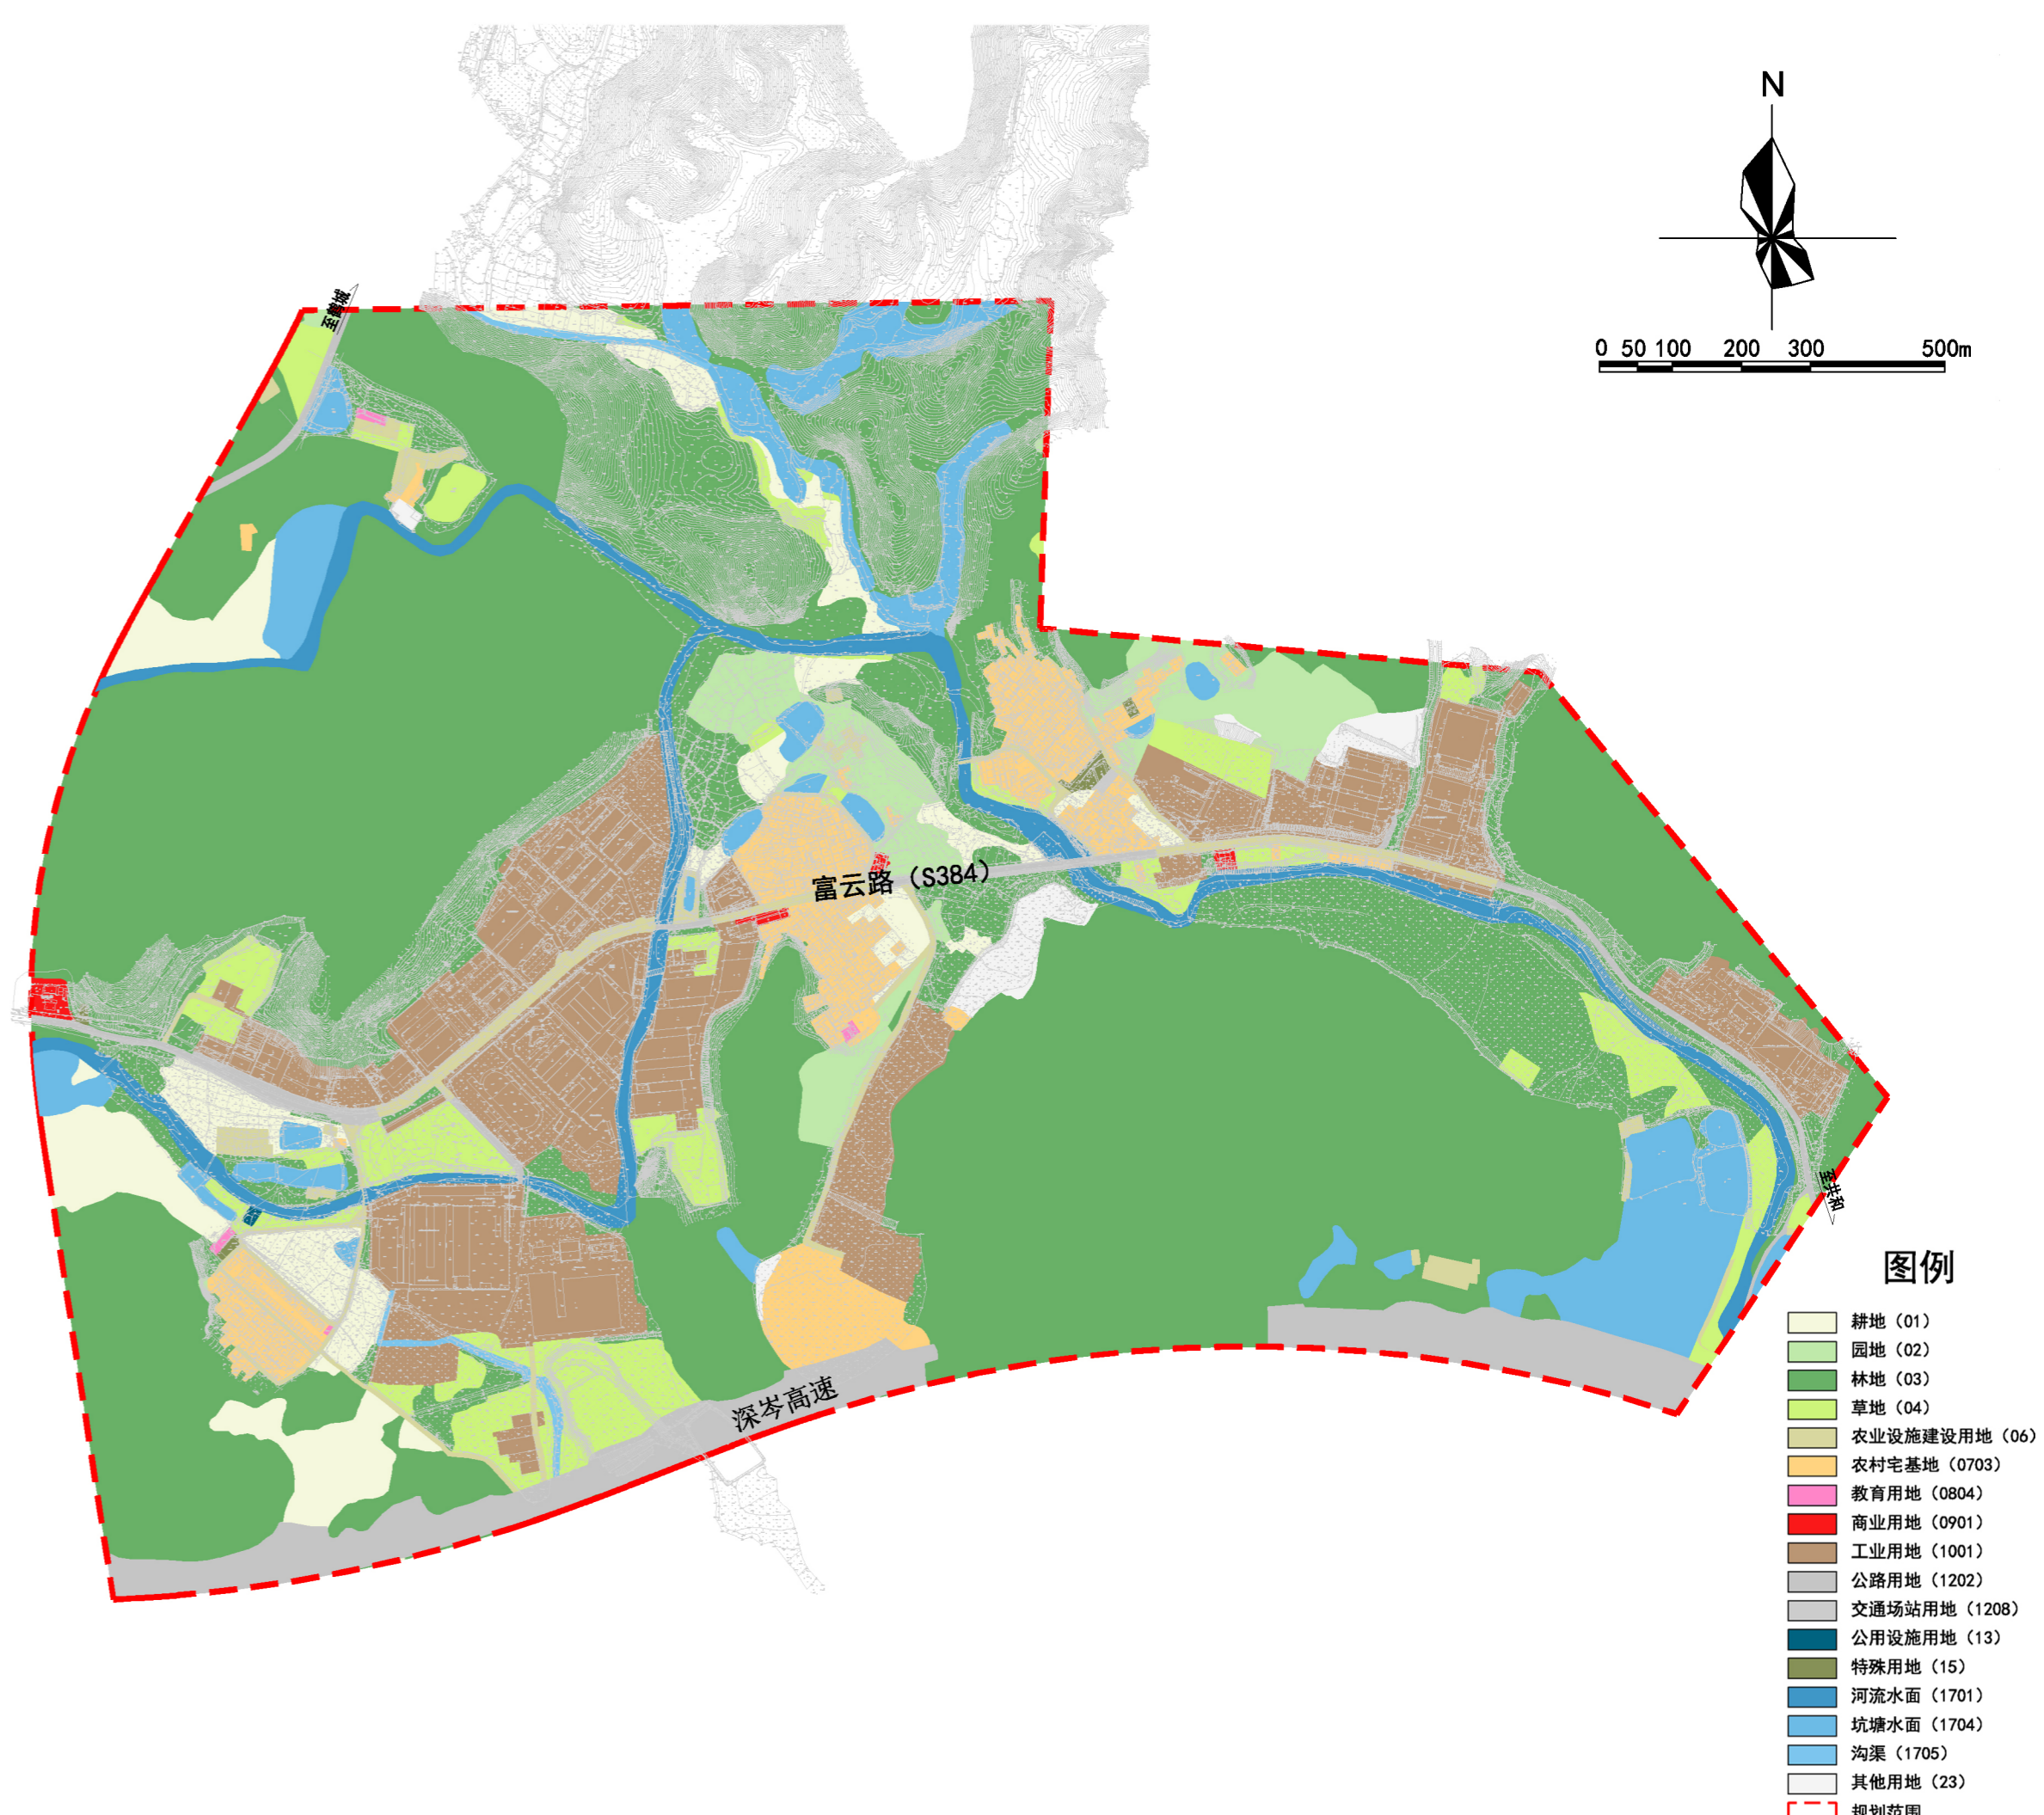 N
0 50 100 200 300 500m
至鹤城
富云路（S384）
至共和
深岑高速
图例
耕地（01）
园地（02）
林地（03）
草地（04）
农业设施建设用地（06）
农村宅基地（0703）
教育用地（0804）
商业用地（0901）
工业用地（1001）
公路用地（1202）
交通场站用地（1208）
公用设施用地（13）
特殊用地（15）
河流水面（1701）
坑塘水面（1704）
沟渠（1705）
其他用地（23）
规划范围